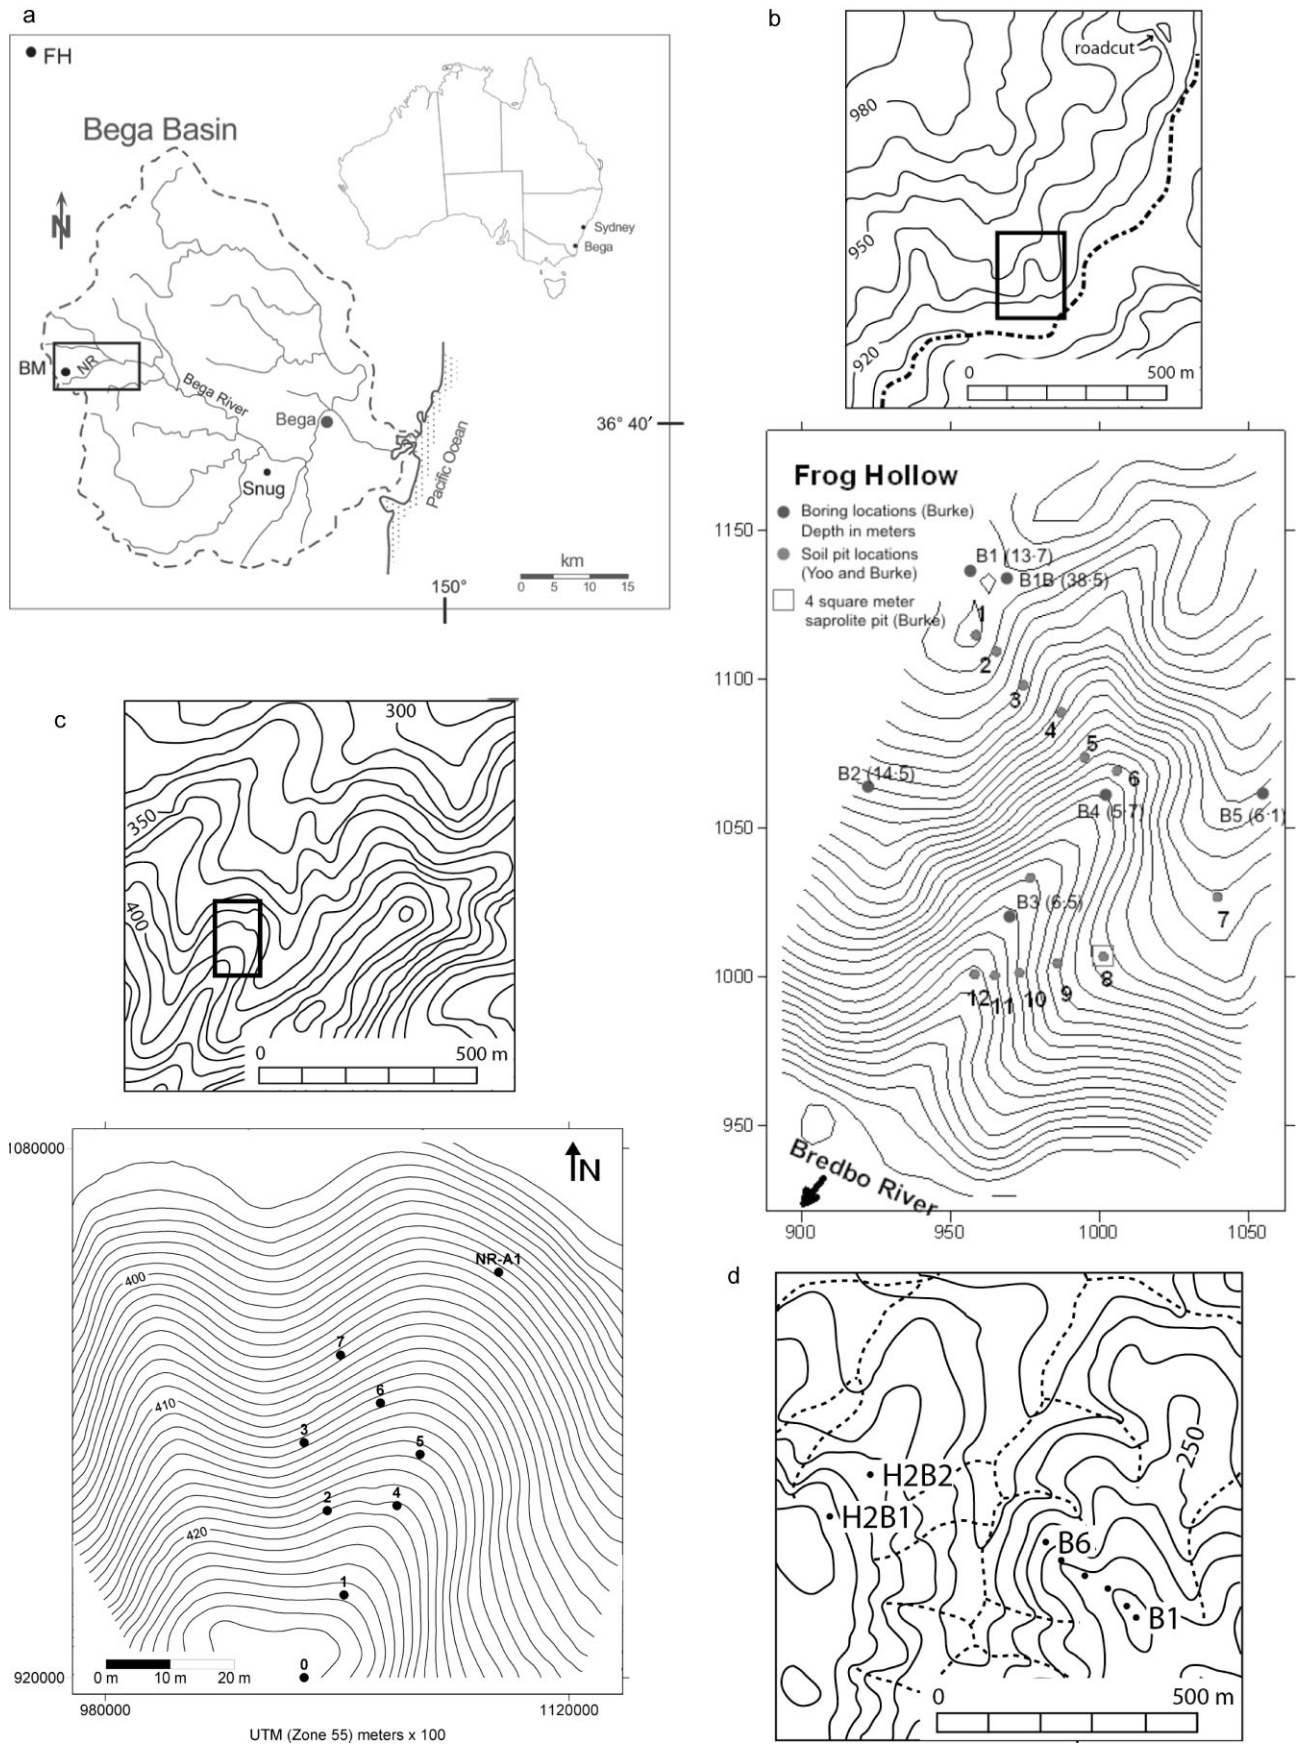 a
FH
Bega Basin
N
Sydney
Bega
BM
NR
Bega River
Bega
Snug
Pacific Ocean
36° 40′
km
0 5 10 15
150°
b
roadcut
980
950
920
0 500 m
Frog Hollow
Boring locations (Burke)
Depth in meters
Soil pit locations
(Yoo and Burke)
4 square meter
saprolite pit (Burke)
1150
1100
1050
1000
950
B1 (13·7)
B1B (38·5)
1
2
3
4
5
6
B2 (14·5)
B4 (5·7)
B5 (6·1)
B3 (6·5)
7
8
9
10
11
12
Bredbo River
900 950 1000 1050
c
300
350
400
0 500 m
1080000
N
NR-A1
400
7
6
410
3
5
2
4
420
1
0
0 m 10 m 20 m
920000
980000 1120000
UTM (Zone 55) meters x 100
d
250
H2B2
H2B1
B6
B1
0 500 m